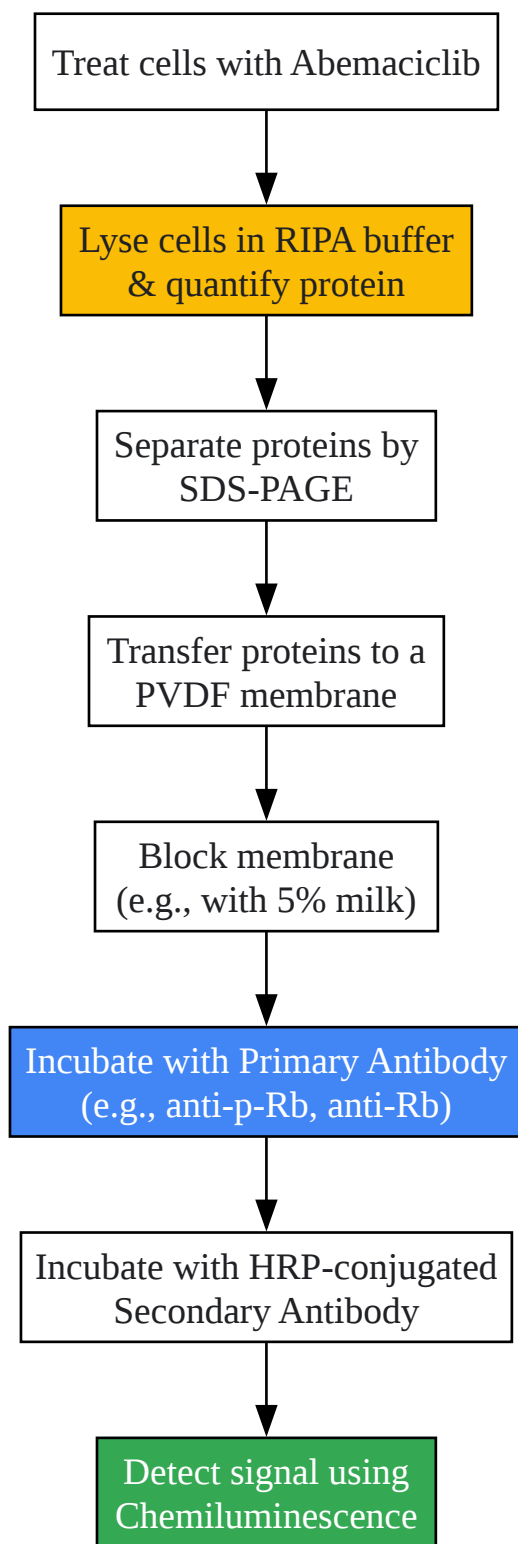 Treat cells with Abemaciclib
Lyse cells in RIPA buffer
& quantify protein
Separate proteins by
SDS-PAGE
Transfer proteins to a
PVDF membrane
Block membrane
(e.g., with 5% milk)
Incubate with Primary Antibody
(e.g., anti-p-Rb, anti-Rb)
Incubate with HRP-conjugated
Secondary Antibody
Detect signal using
Chemiluminescence